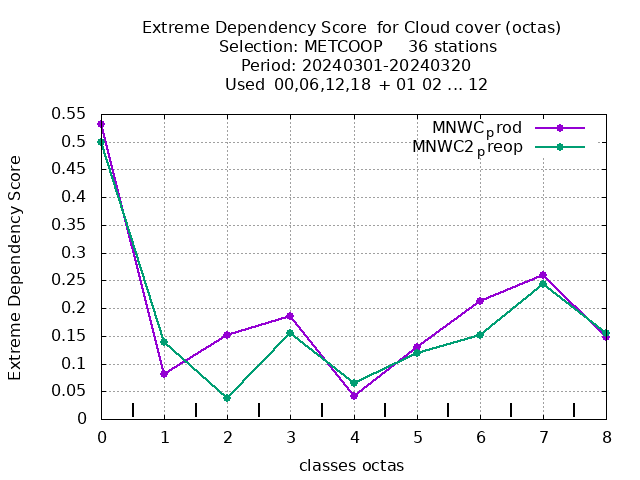 Extreme Dependency Score  for Cloud cover (octas)
Selection: METCOOP     36 stations
Period: 20240301-20240320
Used  00,06,12,18 + 01 02 ... 12
MNWCprod
MNWC2_preop
Extreme Dependency Score
0.55
0.5
0.45
0.4
0.35
0.3
0.25
0.2
0.15
0.1
0.05
0
0 1 2 3 4 5 6 7 8
classes octas